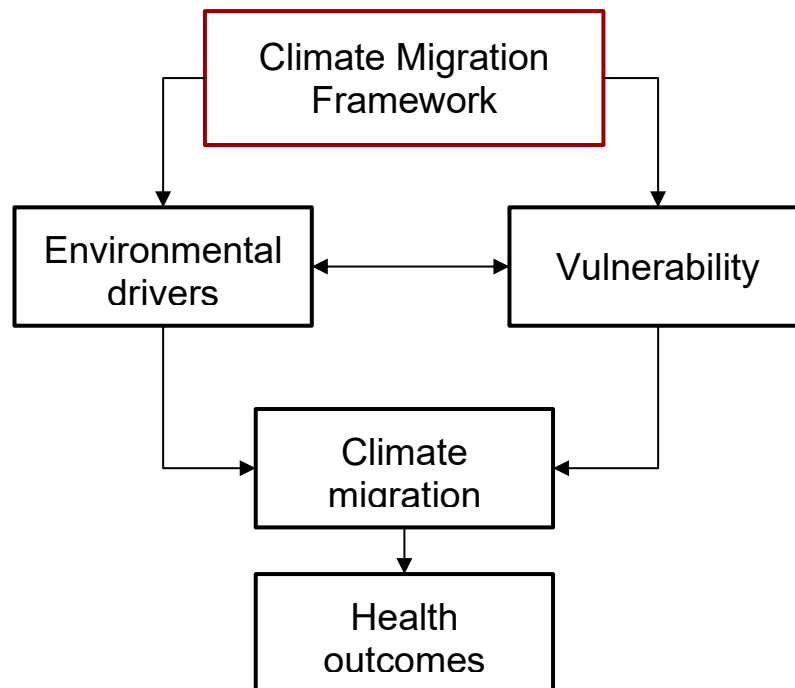 Climate Migration
Framework
Environmental
drivers
Vulnerability
Climate
migration
Health
outcomes